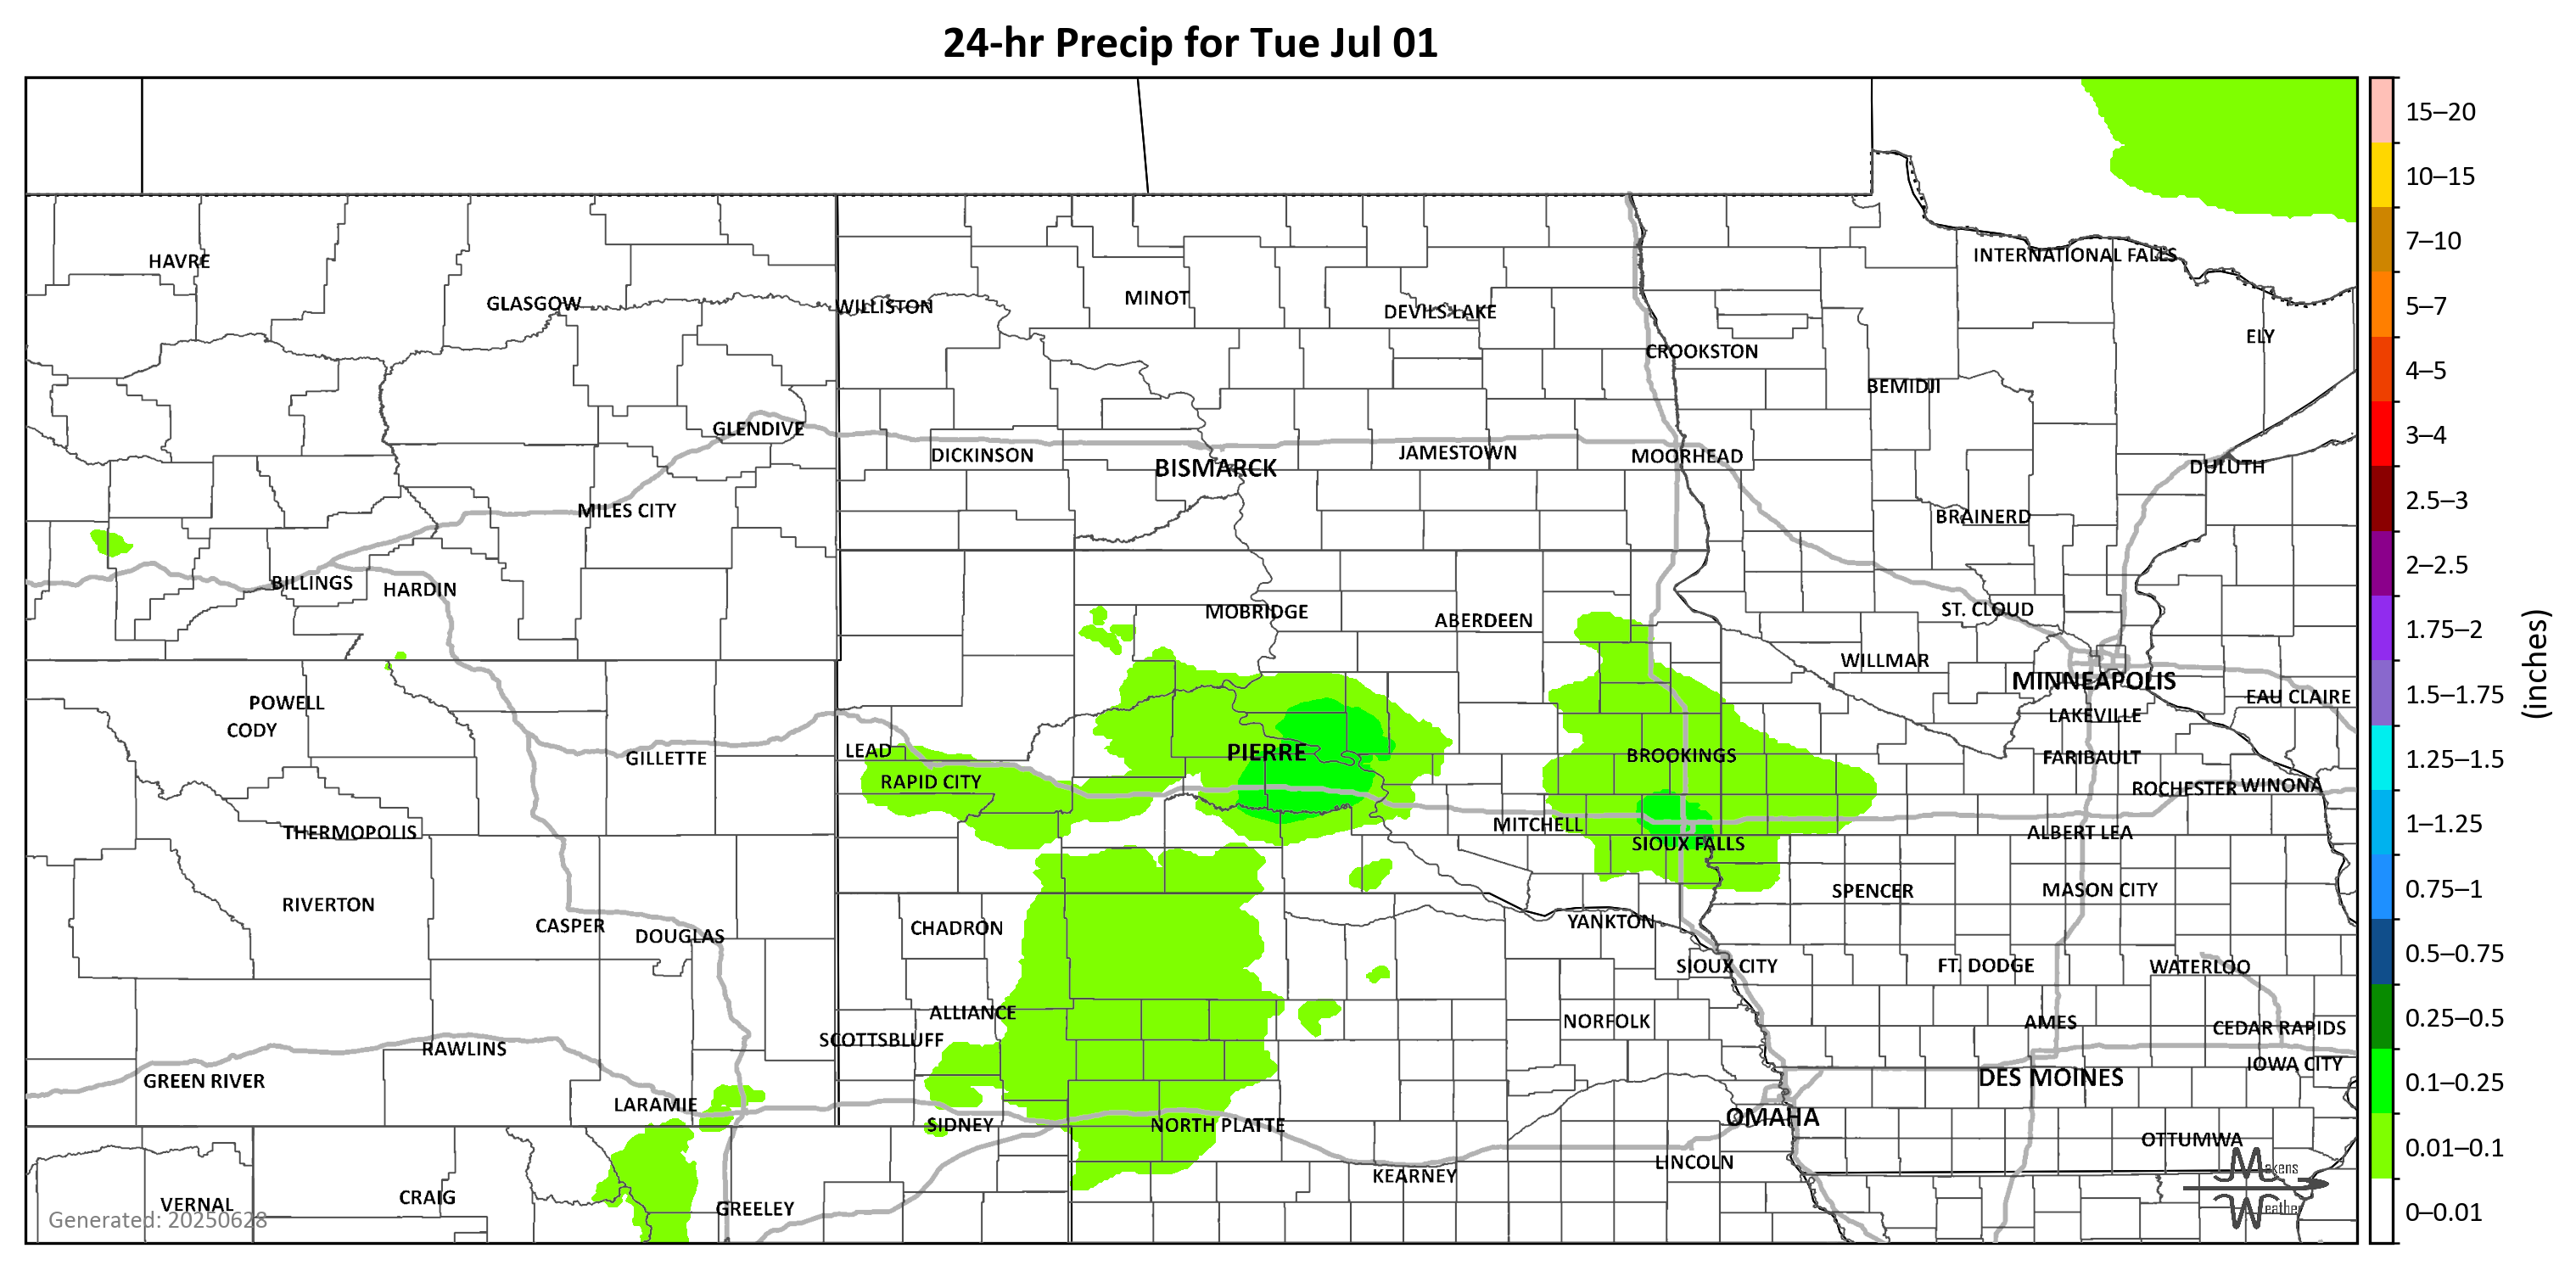 24-hr Precip for Tue Jul 01
15–20
10–15
7–10
5–7
4–5
3–4
2.5–3
2–2.5
1.75–2
1.5–1.75
1.25–1.5
1–1.25
0.75–1
0.5–0.75
0.25–0.5
0.1–0.25
0.01–0.1
0–0.01
(inches)
HAVRE
GLASGOW
WILLISTON
MINOT
DEVILS LAKE
INTERNATIONAL FALLS
ELY
CROOKSTON
BEMIDJI
GLENDIVE
DICKINSON
BISMARCK
JAMESTOWN
MOORHEAD
DULUTH
MILES CITY
BRAINERD
BILLINGS
HARDIN
MOBRIDGE
ABERDEEN
ST. CLOUD
WILLMAR
MINNEAPOLIS
EAU CLAIRE
POWELL
CODY
LAKEVILLE
GILLETTE
LEAD
RAPID CITY
PIERRE
BROOKINGS
FARIBAULT
ROCHESTER
WINONA
THERMOPOLIS
MITCHELL
SIOUX FALLS
ALBERT LEA
RIVERTON
CASPER
DOUGLAS
CHADRON
YANKTON
SPENCER
MASON CITY
SIOUX CITY
FT. DODGE
WATERLOO
ALLIANCE
SCOTTSBLUFF
NORFOLK
AMES
CEDAR RAPIDS
RAWLINS
GREEN RIVER
IOWA CITY
DES MOINES
LARAMIE
SIDNEY
NORTH PLATTE
OMAHA
OTTUMWA
LINCOLN
KEARNEY
VERNAL
CRAIG
GREELEY
Generated: 20250628
Makens
Weather